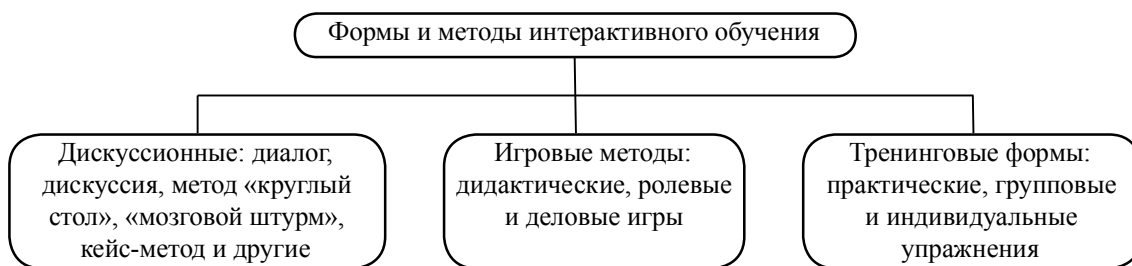 Формы и методы интерактивного обучения
Дискуссионные: диалог,
дискуссия, метод «круглый
стол», «мозговой штурм»,
кейс-метод и другие
Игровые методы:
дидактические, ролевые
и деловые игры
Тренинговые формы:
практические, групповые
и индивидуальные
упражнения